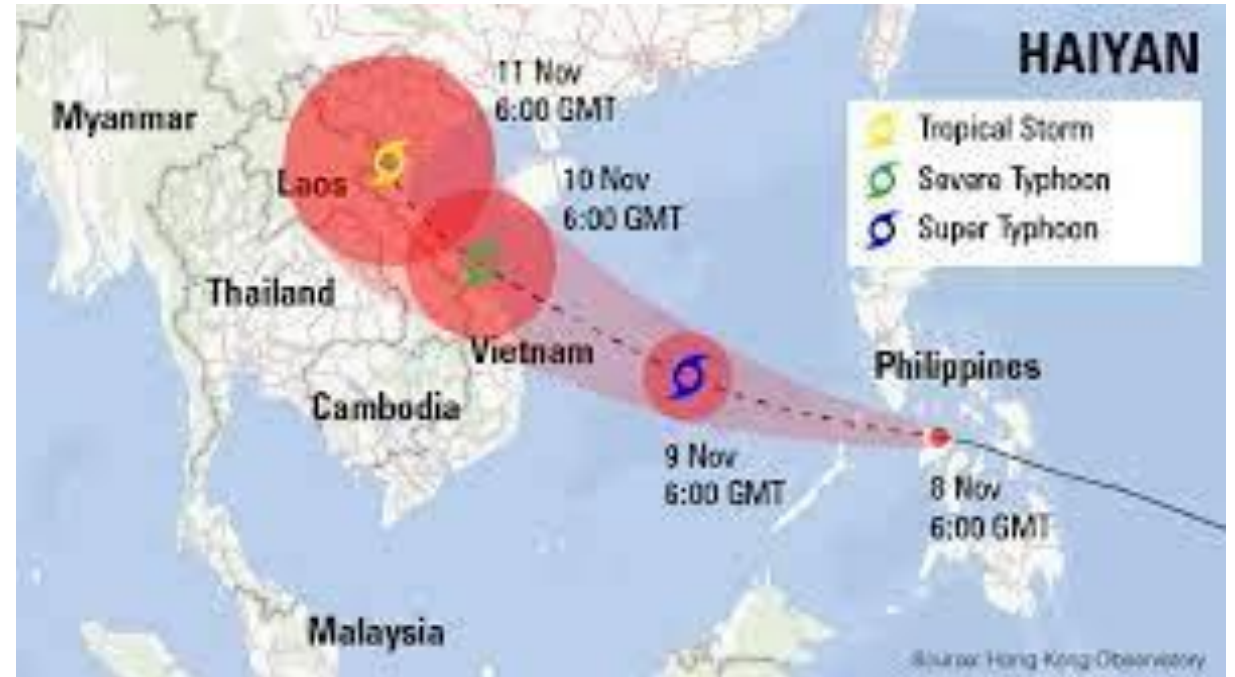 HAIYAN
Tropical Storm
Severe Typhoon
Super Typhoon
11 Nov
6:00 GMT
Myanmar
Laos
10 Nov
6:00 GMT
Thailand
Vietnam
Philippines
Cambodia
9 Nov
6:00 GMT
8 Nov
6:00 GMT
Malaysia
Source: Hong Kong Observatory